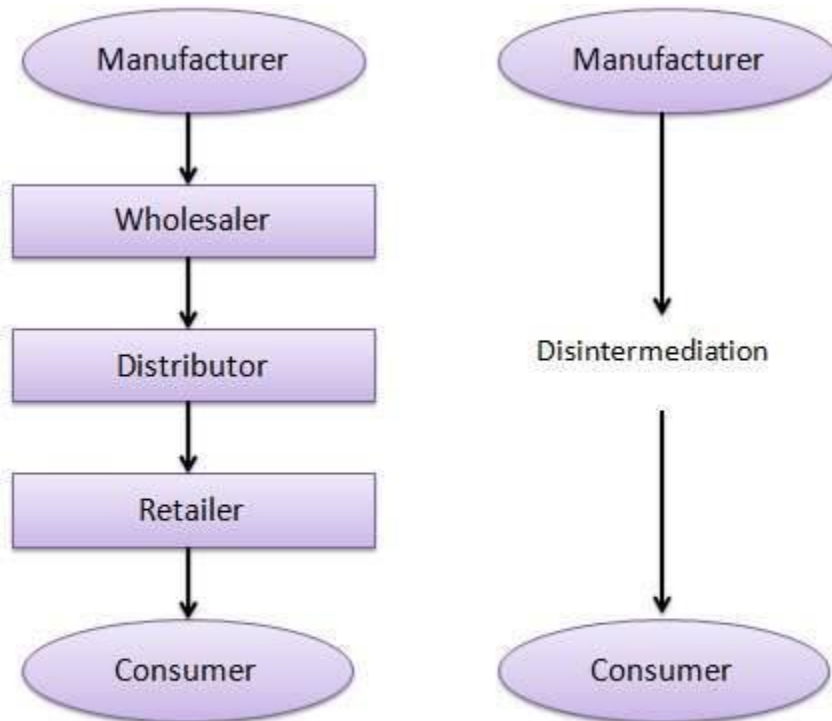 Manufacturer
Wholesaler
Distributor
Retailer
Consumer
Manufacturer
Disintermediation
Consumer